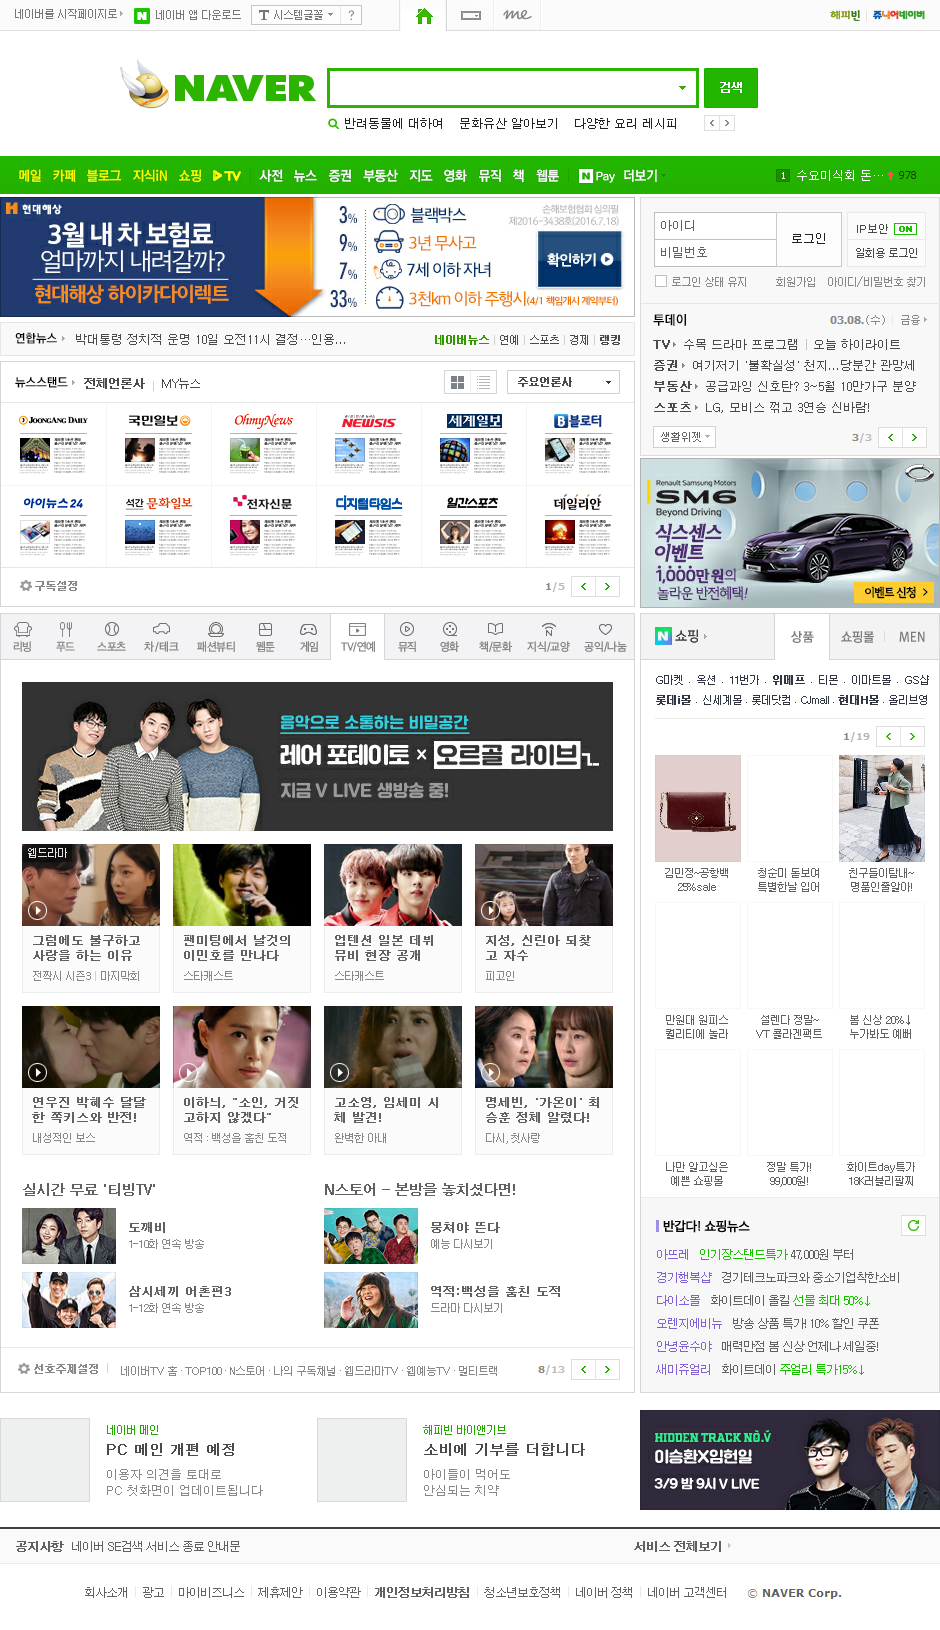 네이버를 시작페이지로
네이버 앱 다운로드
시스템글꼴
?
me
해피빈
쥬니어네이버
NAVER
검색
반려동물에 대하여 문화유산 알아보기 다양한 요리 레시피
메일 카페 블로그 지식iN 쇼핑 TV 사전 뉴스 증권 부동산 지도 영화 뮤직 책 웹툰 N Pay 더보기
1 수요미식회 돈… 978
현대해상
3월 내 차 보험료
얼마까지 내려갈까?
현대해상 하이카다이렉트
손해보험협회 심의필
제2016-3438호(2016.7.18)
3% 블랙박스
9% 3년 무사고
7% 7세 이하 자녀
33% 3천km 이하 주행시(4/1 책임개시 계약부터)
확인하기
아이디
비밀번호
로그인
IP보안 ON
일회용 로그인
로그인 상태 유지
회원가입
아이디/비밀번호 찾기
연합뉴스 박대통령 정치적 운명 10일 오전11시 결정…인용...
네이버뉴스 연예 스포츠 경제 랭킹
투데이 03.08.(수) 금융
TV 수목 드라마 프로그램 오늘 하이라이트
증권 여기저기 '불확실성' 천지...당분간 관망세
부동산 공급과잉 신호탄? 3~5월 10만가구 분양
스포츠 LG, 모비스 꺾고 3연승 신바람!
생활위젯
3/3
뉴스스탠드 전체언론사 MY뉴스
주요언론사
JOONGANG DAILY
국민일보
OhmyNews
NEWSIS
세계일보
블로터
아이뉴스24
석간 문화일보
전자신문
디지털타임스
일간스포츠
데일리안
구독설정
1/5
Renault Samsung Motors
SM6
Beyond Driving
식스센스
이벤트
1,000만원의
놀라운 반전혜택!
이벤트 신청
리빙 푸드 스포츠 차/테크 패션뷰티 웹툰 게임 TV/연예 뮤직 영화 책/문화 지식/교양 공익/나눔
음악으로 소통하는 비밀공간
레어 포테이토 × 오르골 라이브
지금 V LIVE 생방송 중!
웹드라마
그럼에도 불구하고
사랑을 하는 이유
전짝시 시즌3 | 마지막회
팬미팅에서 날것의
이민호를 만나다
스타캐스트
업텐션 일본 데뷔
뮤비 현장 공개
스타캐스트
지성, 신린아 되찾
고 자수
피고인
연우진 박혜수 달달
한 쪽키스와 반전!
내성적인 보스
이하늬, "소인, 거짓
고하지 않겠다"
역적 : 백성을 훔친 도적
고소영, 임세미 시
체 발견!
완벽한 아내
명세빈, '가온이' 최
승훈 정체 알렸다!
다시, 첫사랑
실시간 무료 '티빙TV'
도깨비
1-10화 연속 방송
삼시세끼 어촌편3
1-12화 연속 방송
N스토어 - 본방을 놓치셨다면!
뭉쳐야 뜬다
예능 다시보기
역적:백성을 훔친 도적
드라마 다시보기
선호주제설정
네이버TV 홈 · TOP100 · N스토어 · 나의 구독채널 · 웹드라마TV · 웹예능TV · 멀티트랙
8/13
쇼핑
상품
쇼핑몰
MEN
G마켓 . 옥션 . 11번가 . 위메프 . 티몬 . 이마트몰 . GS샵
롯데i몰 . 신세계몰 . 롯데닷컴 . CJmall . 현대H몰 . 올리브영
1/19
김민정~공항백
25%sale
청순미 돋보여
특별한날 입어
친구들이탐내~
명품인줄알아!
만원대 원피스
퀄리티에 놀라
설렌다 정말~
VT 콜라겐팩트
봄 신상 20%↓
누가봐도 예뻐
나만 알고싶은
예쁜 쇼핑몰
정말 특가!
99,000원!
화이트day특가
18K러블리팔찌
반갑다! 쇼핑뉴스
아뜨레 인기장스탠드특가 47,000원 부터
경기행복샵 경기테크노파크와 중소기업착한소비
다이소몰 화이트데이 올킬 선물 최대 50%↓
오렌지에비뉴 방송 상품 특가! 10% 할인 쿠폰
안녕윤수야 매력만점 봄 신상 언제나 세일중!
새미쥬얼리 화이트데이 주얼리 특가15%↓
네이버 메인
PC 메인 개편 예정
이용자 의견을 토대로
PC 첫화면이 업데이트됩니다
해피빈 바이앤기브
소비에 기부를 더합니다
아이들이 먹어도
안심되는 치약
HIDDEN TRACK NO.V
이승환X임헌일
3/9 밤 9시 V LIVE
공지사항 네이버 SE검색 서비스 종료 안내문
서비스 전체보기
회사소개 광고 마이비즈니스 제휴제안 이용약관 개인정보처리방침 청소년보호정책 네이버 정책 네이버 고객센터 © NAVER Corp.